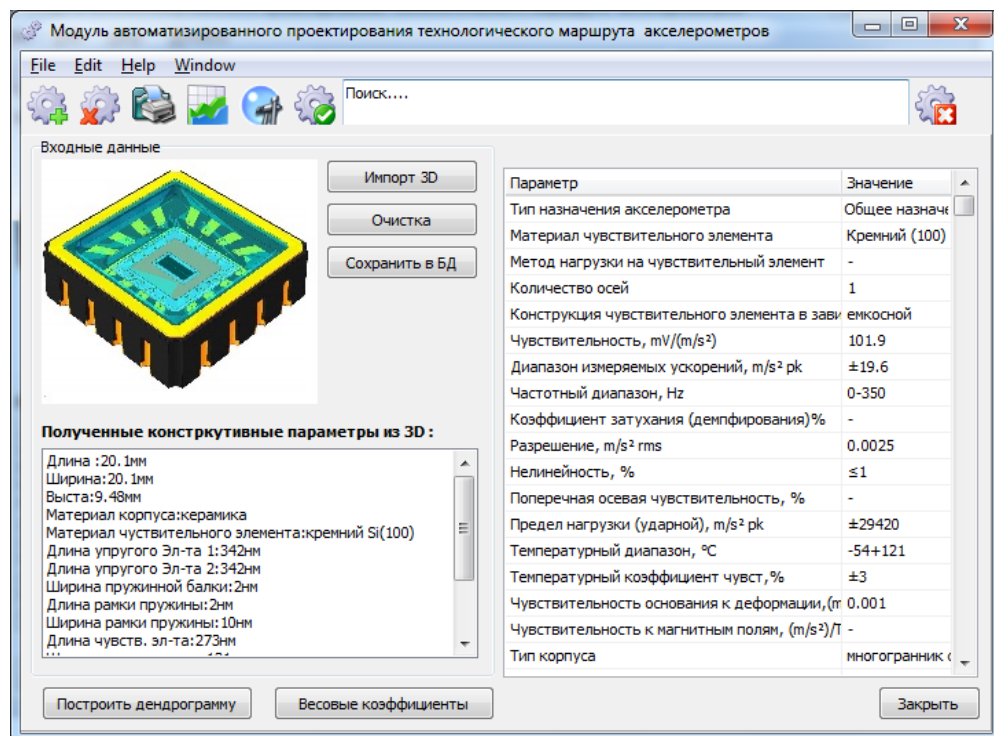 Модуль автоматизированного проектирования технологического маршрута акселерометров
File Edit Help Window
Поиск....
Входные данные
Импорт 3D
Очистка
Сохранить в БД
Полученные констркутивные параметры из 3D :
Длина :20.1мм
Ширина:20.1мм
Выста:9.48мм
Материал корпуса:керамика
Материал чуствительного элемента:кремний Si(100)
Длина упругого Эл-та 1:342нм
Длина упругого Эл-та 2:342нм
Ширина пружинной балки:2нм
Длина рамки пружины:2нм
Ширина рамки пружины:10нм
Длина чувств. эл-та:273нм
Параметр Значение
Тип назначения акселерометра Общее назначе
Материал чувствительного элемента Кремний (100)
Метод нагрузки на чувствительный элемент -
Количество осей 1
Конструкция чувствительного элемента в зави емкосной
Чувствительность, mV/(m/s²) 101.9
Диапазон измеряемых ускорений, m/s² pk ±19.6
Частотный диапазон, Hz 0-350
Коэффициент затухания (демпфирования)% -
Разрешение, m/s² rms 0.0025
Нелинейность, % ≤1
Поперечная осевая чувствительность, % -
Предел нагрузки (ударной), m/s² pk ±29420
Температурный диапазон, °C -54+121
Температурный коэффициент чувст,% ±3
Чувствительность основания к деформации,(m 0.001
Чувствительность к магнитным полям, (m/s²)/T -
Тип корпуса многогранник с
Построить дендрограмму
Весовые коэффициенты
Закрыть